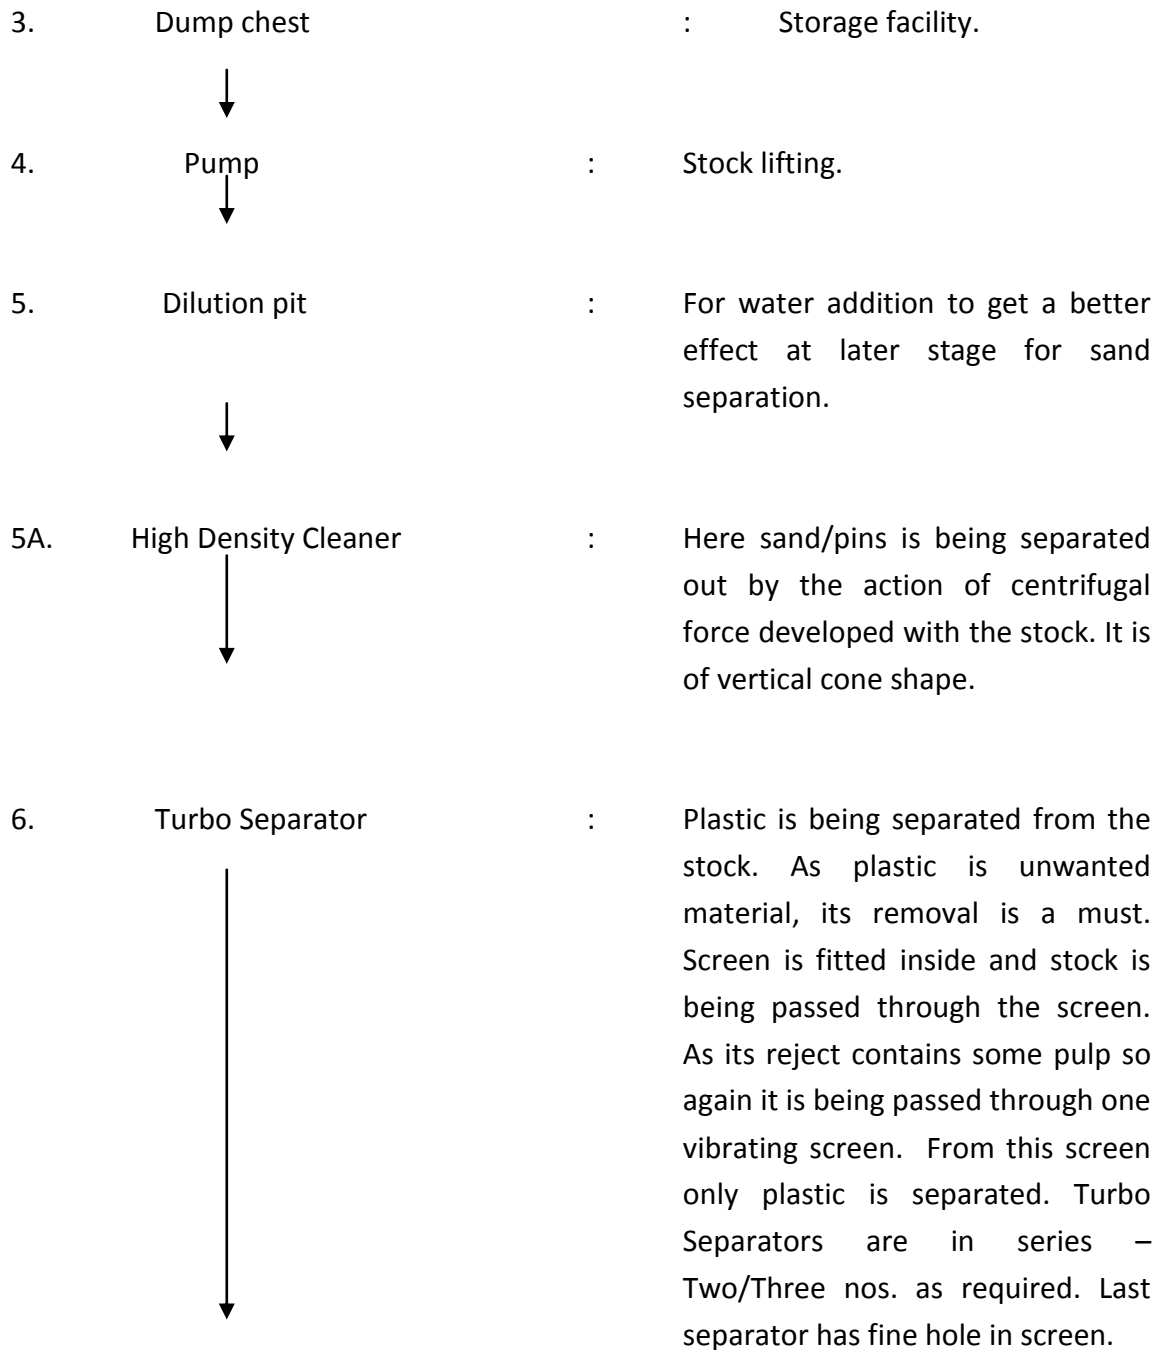 3. Dump chest : Storage facility.
4. Pump : Stock lifting.
5. Dilution pit : For water addition to get a better
effect at later stage for sand
separation.
5A. High Density Cleaner : Here sand/pins is being separated
out by the action of centrifugal
force developed with the stock. It is
of vertical cone shape.
6. Turbo Separator : Plastic is being separated from the
stock. As plastic is unwanted
material, its removal is a must.
Screen is fitted inside and stock is
being passed through the screen.
As its reject contains some pulp so
again it is being passed through one
vibrating screen. From this screen
only plastic is separated. Turbo
Separators are in series –
Two/Three nos. as required. Last
separator has fine hole in screen.